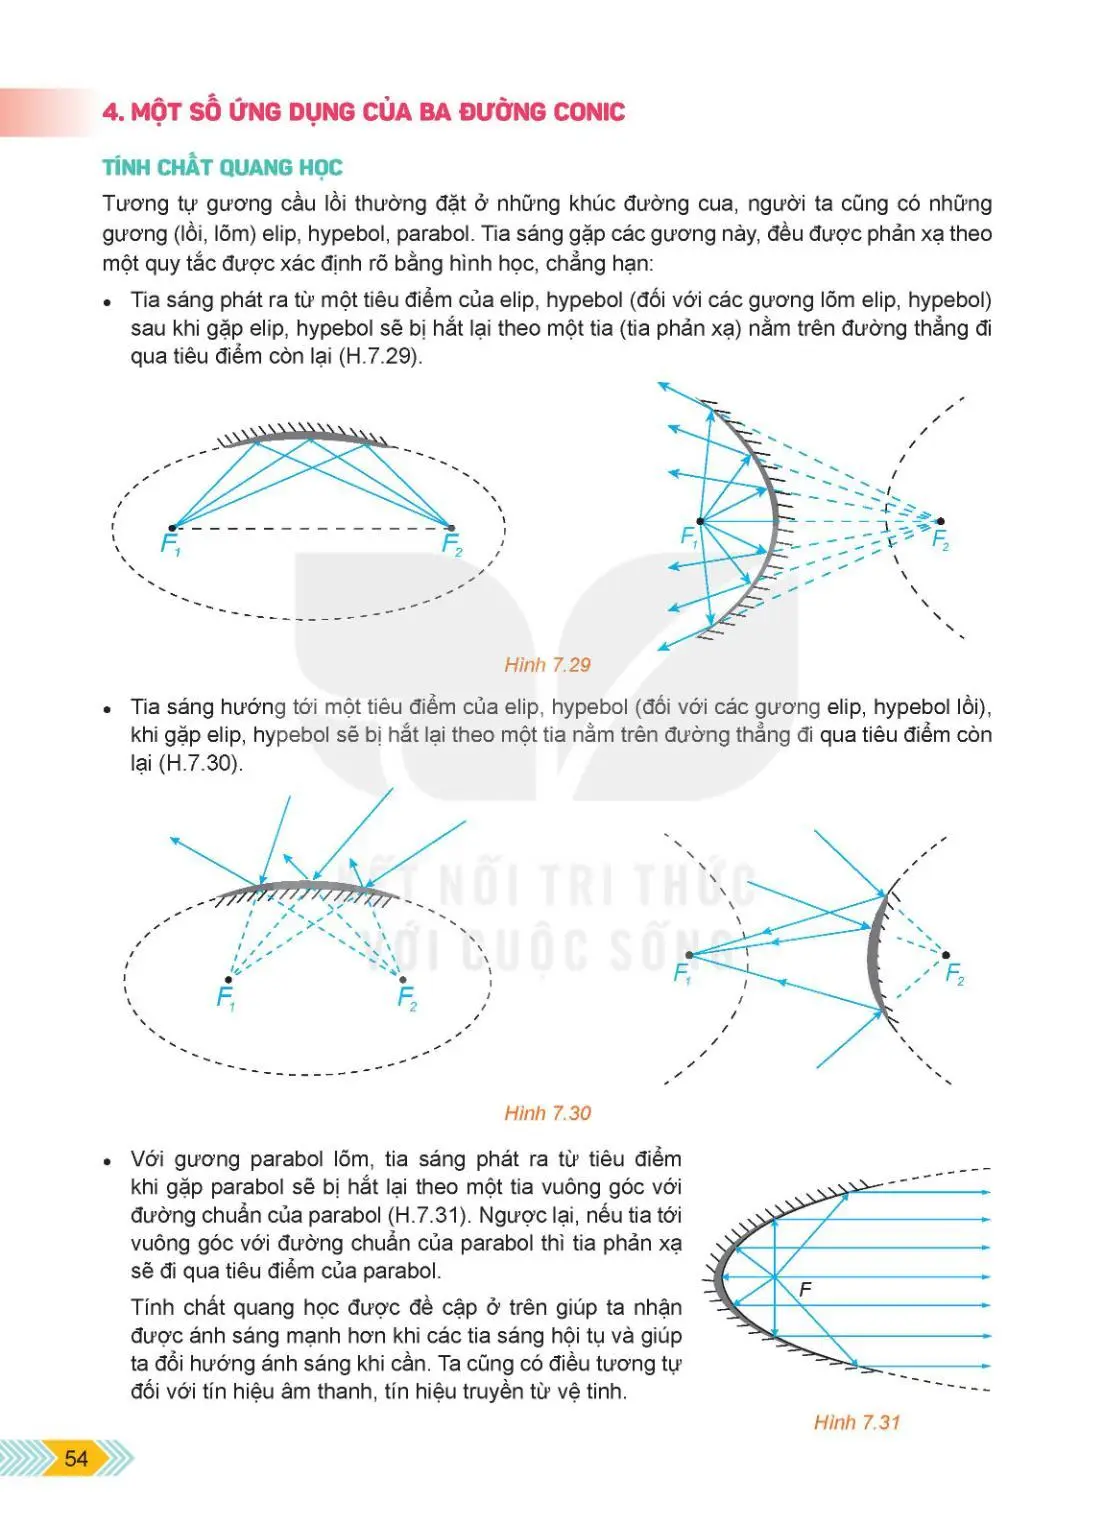 4. MỘT SỐ ỨNG DỤNG CỦA BA ĐƯỜNG CONIC
TÍNH CHẤT QUANG HỌC
Tương tự gương cầu lồi thường đặt ở những khúc đường cua, người ta cũng có những
gương (lồi, lõm) elip, hypebol, parabol. Tia sáng gặp các gương này, đều được phản xạ theo
một quy tắc được xác định rõ bằng hình học, chẳng hạn:
• Tia sáng phát ra từ một tiêu điểm của elip, hypebol (đối với các gương lõm elip, hypebol)
sau khi gặp elip, hypebol sẽ bị hắt lại theo một tia (tia phản xạ) nằm trên đường thẳng đi
qua tiêu điểm còn lại (H.7.29).
F₁ F₂ F₁ F₂
Hình 7.29
• Tia sáng hướng tới một tiêu điểm của elip, hypebol (đối với các gương elip, hypebol lồi),
khi gặp elip, hypebol sẽ bị hắt lại theo một tia nằm trên đường thẳng đi qua tiêu điểm còn
lại (H.7.30).
KẾT NỐI TRI THỨC
VỚI CUỘC SỐNG
F₁ F₂ F₁ F₂
Hình 7.30
• Với gương parabol lõm, tia sáng phát ra từ tiêu điểm
khi gặp parabol sẽ bị hắt lại theo một tia vuông góc với
đường chuẩn của parabol (H.7.31). Ngược lại, nếu tia tới
vuông góc với đường chuẩn của parabol thì tia phản xạ
sẽ đi qua tiêu điểm của parabol.
Tính chất quang học được đề cập ở trên giúp ta nhận
được ánh sáng mạnh hơn khi các tia sáng hội tụ và giúp
ta đổi hướng ánh sáng khi cần. Ta cũng có điều tương tự
đối với tín hiệu âm thanh, tín hiệu truyền từ vệ tinh.
F
Hình 7.31
54